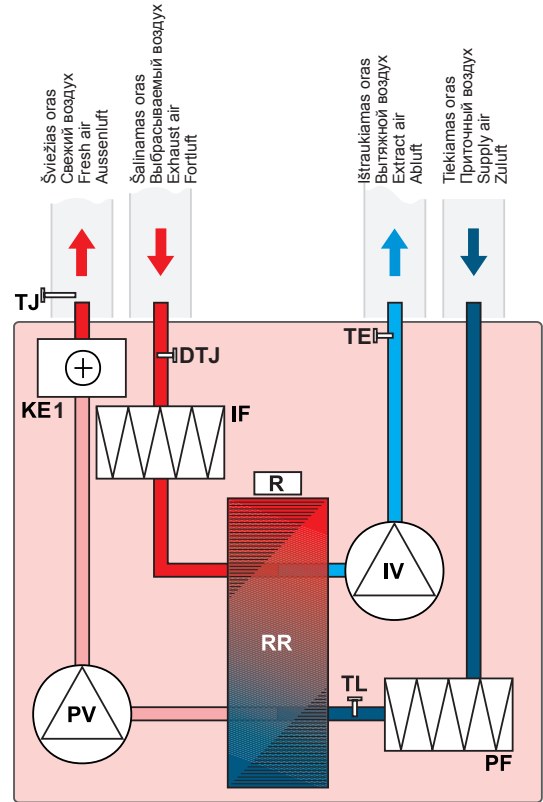 Šviežias oras
Свежий воздух
Fresh air
Aussenluft
Šalinamas oras
Выбрасываемый воздух
Exhaust air
Fortluft
Ištraukiamas oras
Вытяжной воздух
Extract air
Abluft
Tiekiamas oras
Приточный воздух
Supply air
Zuluft
TJ
DTJ
TE
KE1
IF
R
IV
RR
TL
PV
PF